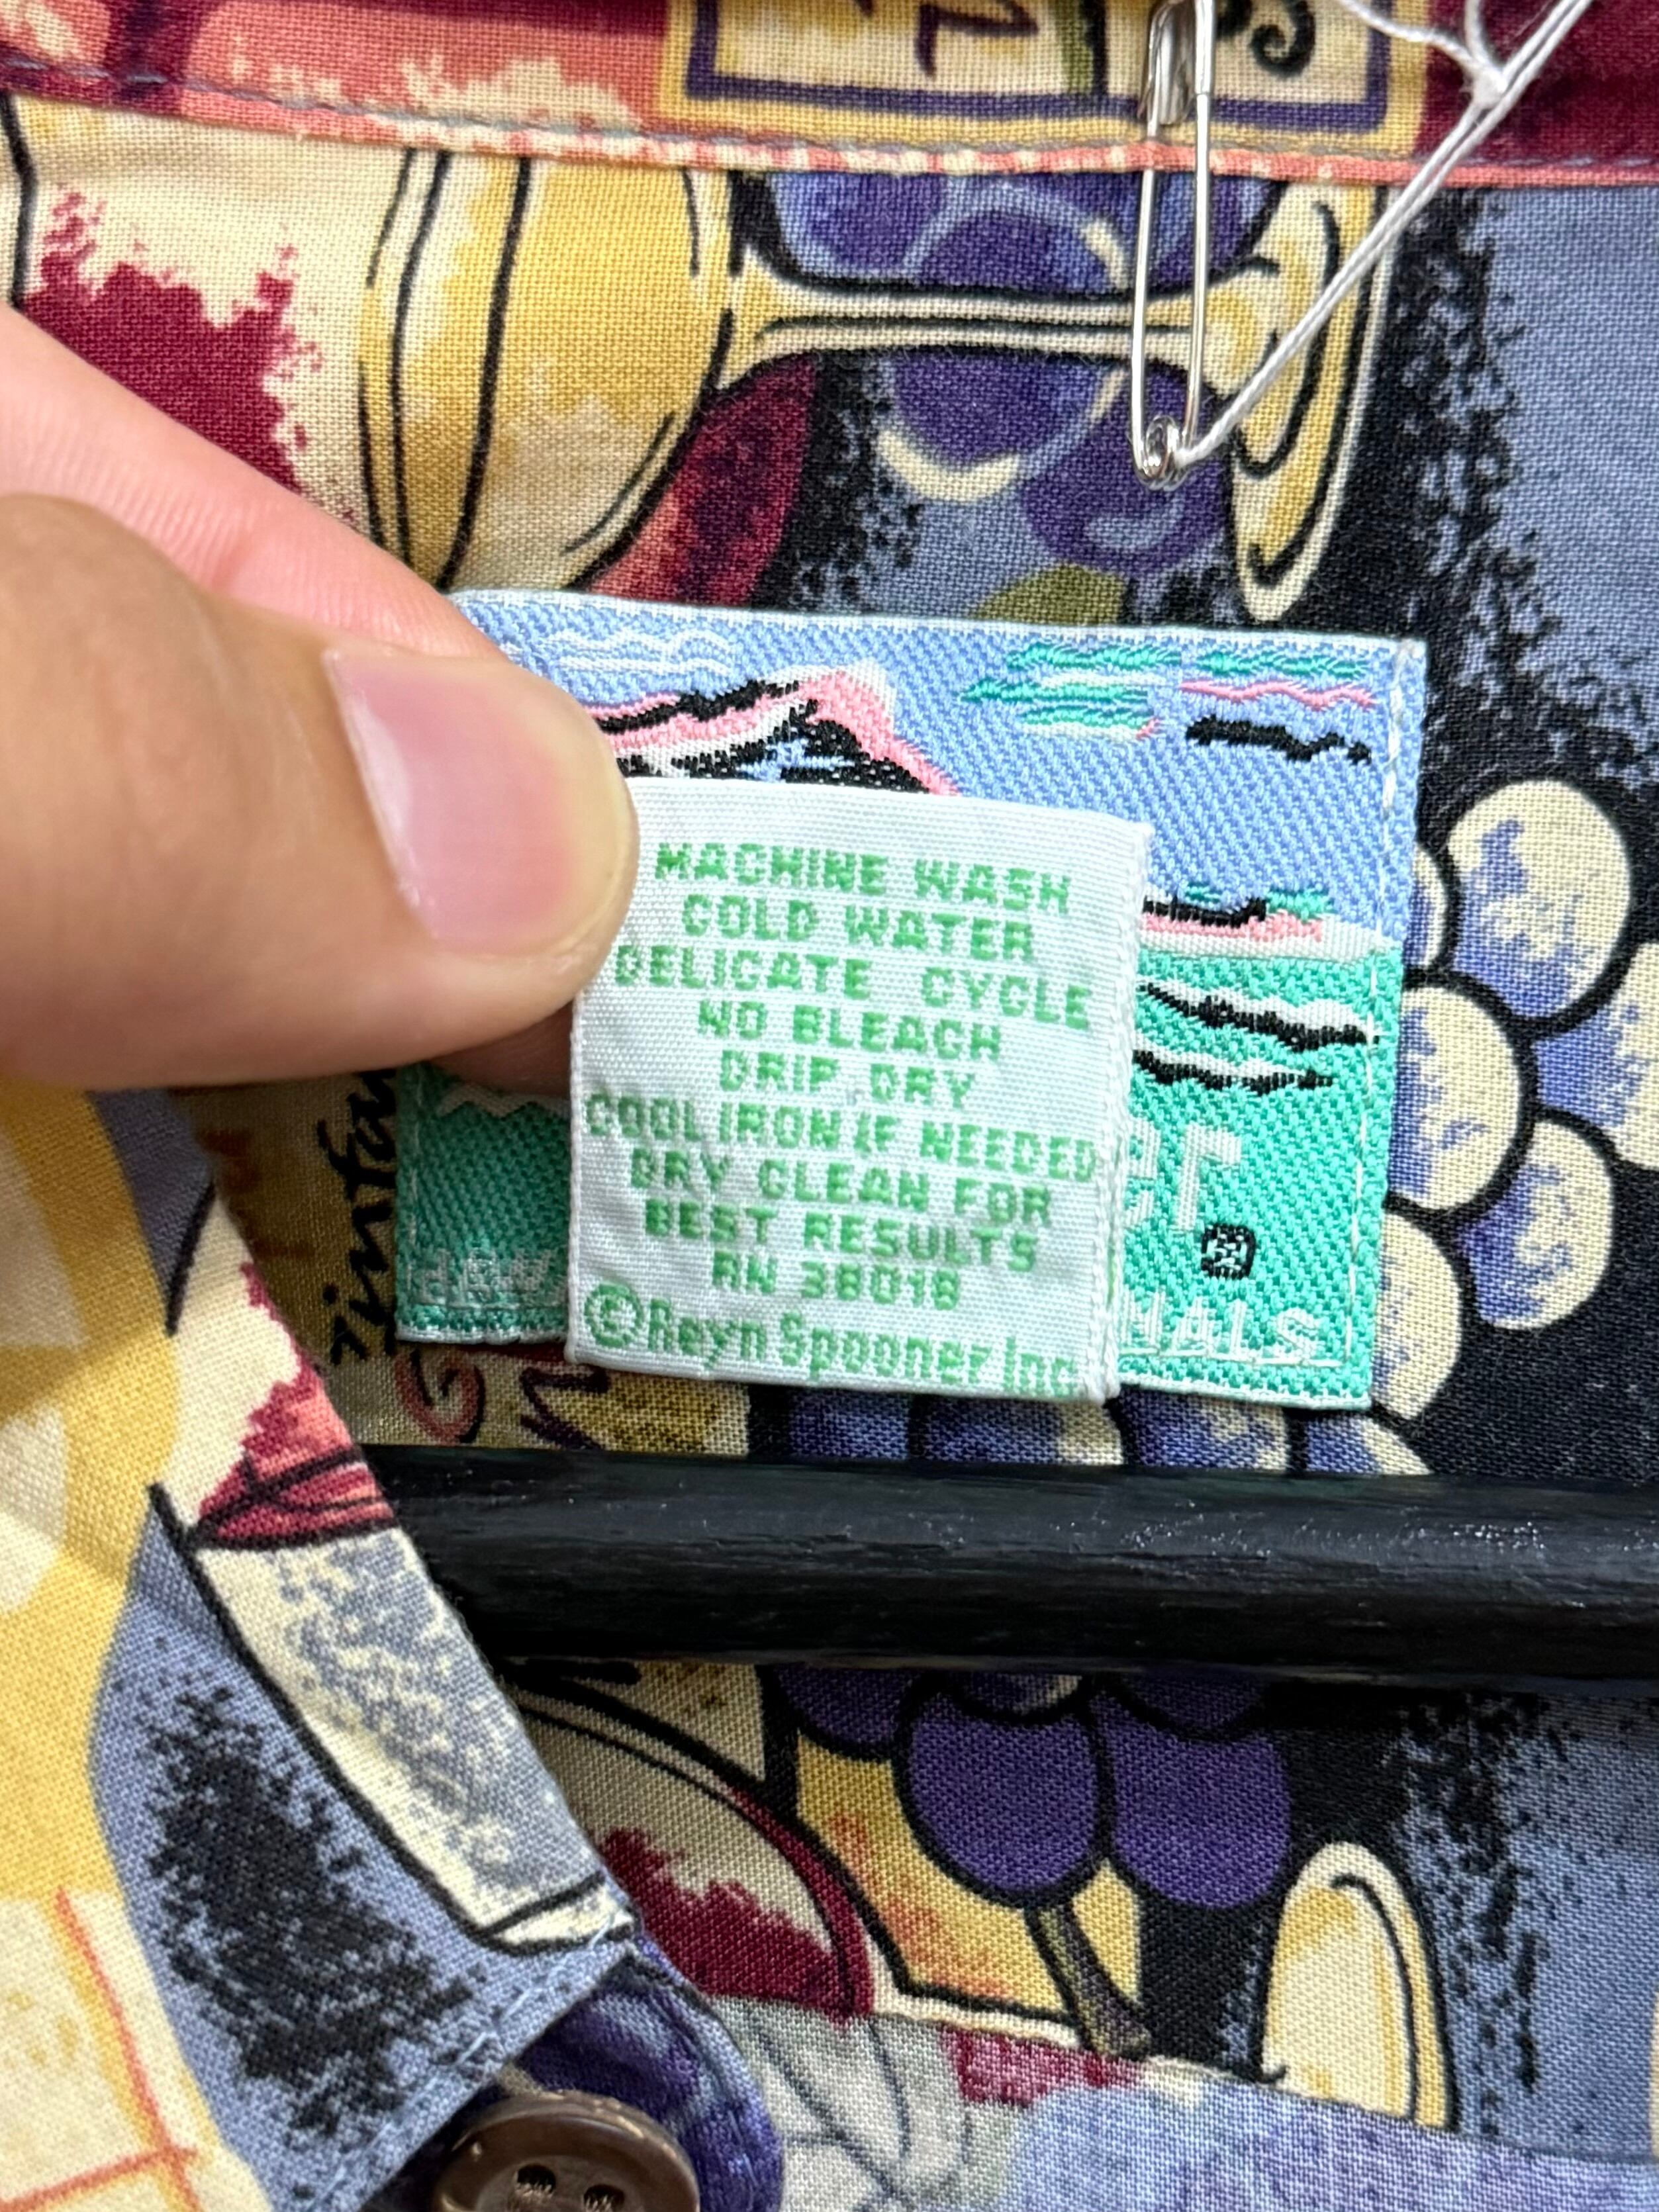 MACHINE WASH
COLD WATER
DELICATE CYCLE
NO BLEACH
DRIP DRY
COOL IRON IF NEEDED
DRY CLEAN FOR
BEST RESULTS
RN 38018
©Reyn Spooner Inc